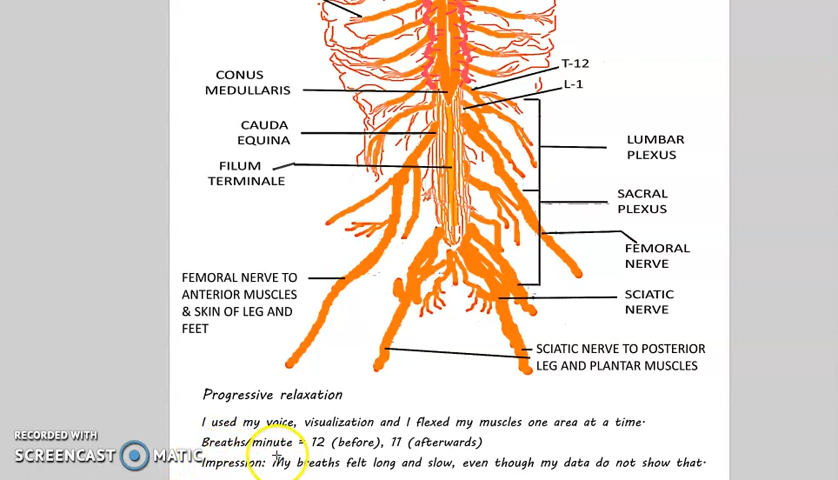 T-12
CONUS
MEDULLARIS
L-1
CAUDA
EQUINA
LUMBAR
PLEXUS
FILUM
TERMINALE
SACRAL
PLEXUS
FEMORAL
NERVE
FEMORAL NERVE TO
ANTERIOR MUSCLES
& SKIN OF LEG AND
FEET
SCIATIC
NERVE
SCIATIC NERVE TO POSTERIOR
LEG AND PLANTAR MUSCLES
Progressive relaxation
I used my voice, visualization and I flexed my muscles one area at a time.
Breaths/minute = 12 (before), 11 (afterwards)
Impression: My breaths felt long and slow, even though my data do not show that.
RECORDED WITH
SCREENCAST MATIC